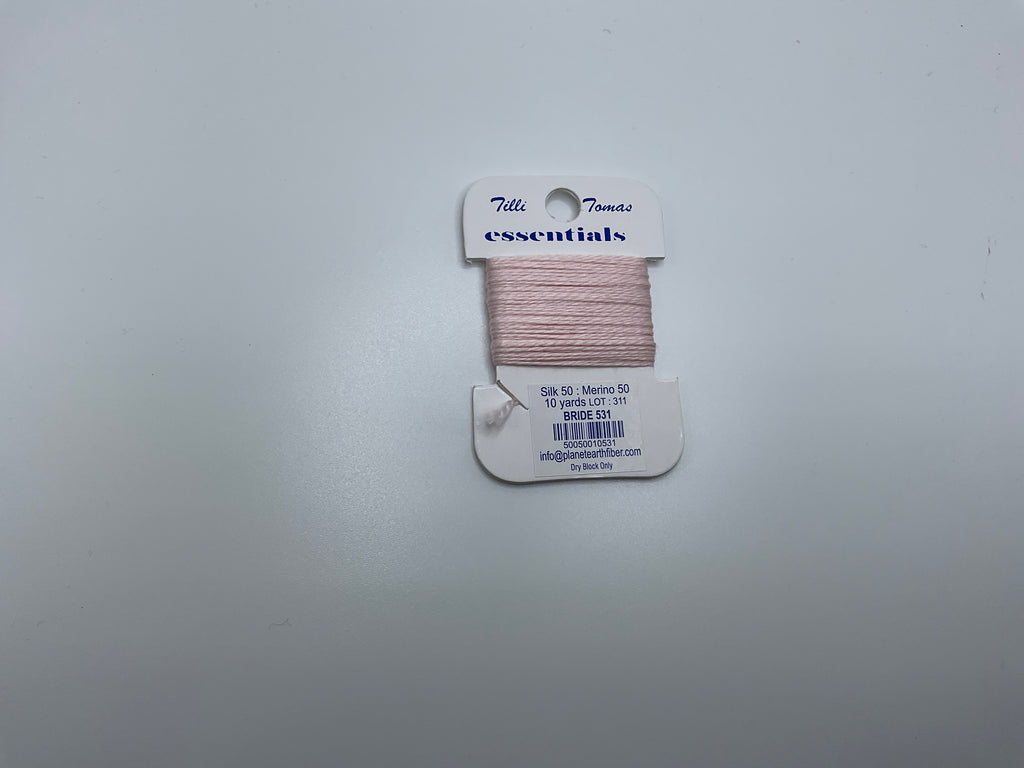 Tilli Tomas
essentials
Silk 50 : Merino 50
10 yards LOT : 311
BRIDE 531
50050010531
info@planetearthfiber.com
Dry Block Only